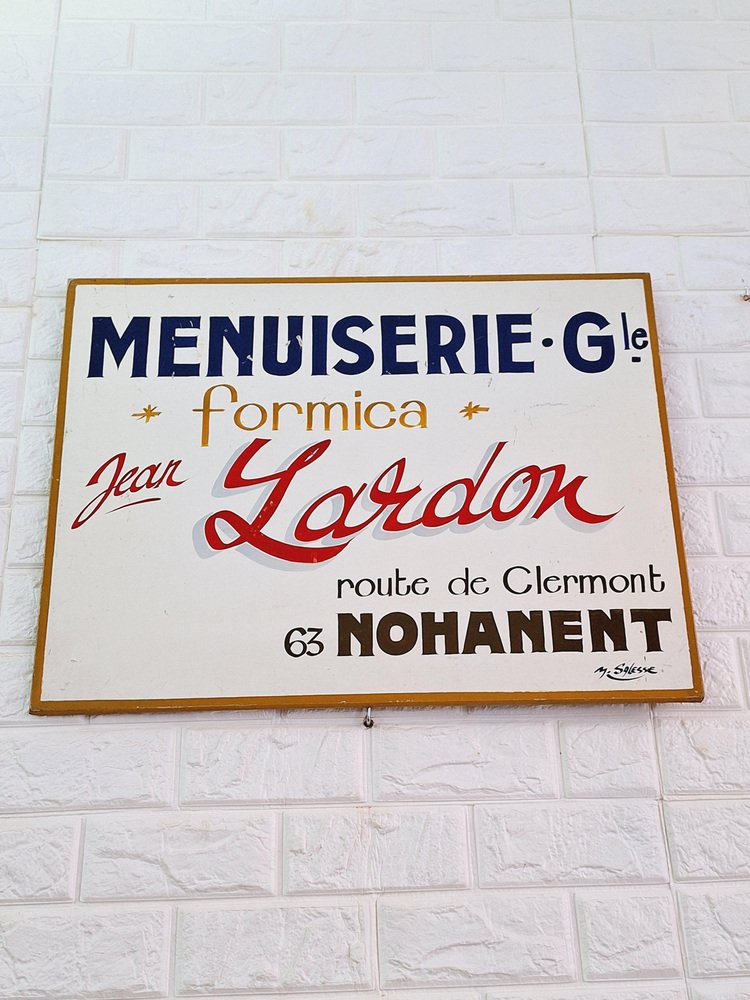 MENUISERIE · Gle
* formica *
Jean Lardon
route de Clermont
63 NOHANENT
M. Salesse